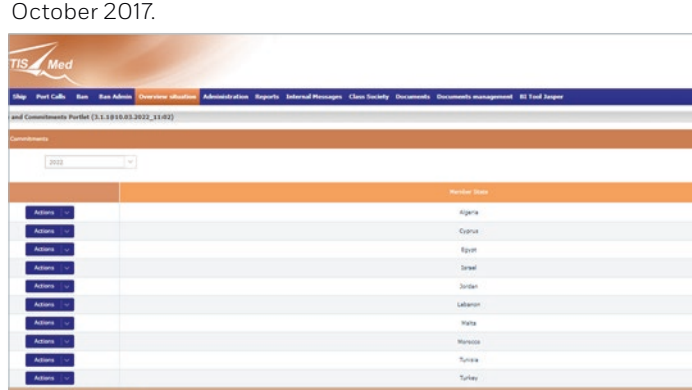 October 2017.
TIS Med
Ship Port Calls Ban Ban Admin Overview situation Administration Reports Internal Messages Class Society Documents Documents management BI Tool Jasper
and Commitments Portlet (3.1.1@10.03.2022_11:02)
Commitments
2022
Member State
Actions Algeria
Actions Cyprus
Actions Egypt
Actions Israel
Actions Jordan
Actions Lebanon
Actions Malta
Actions Morocco
Actions Tunisia
Actions Turkey